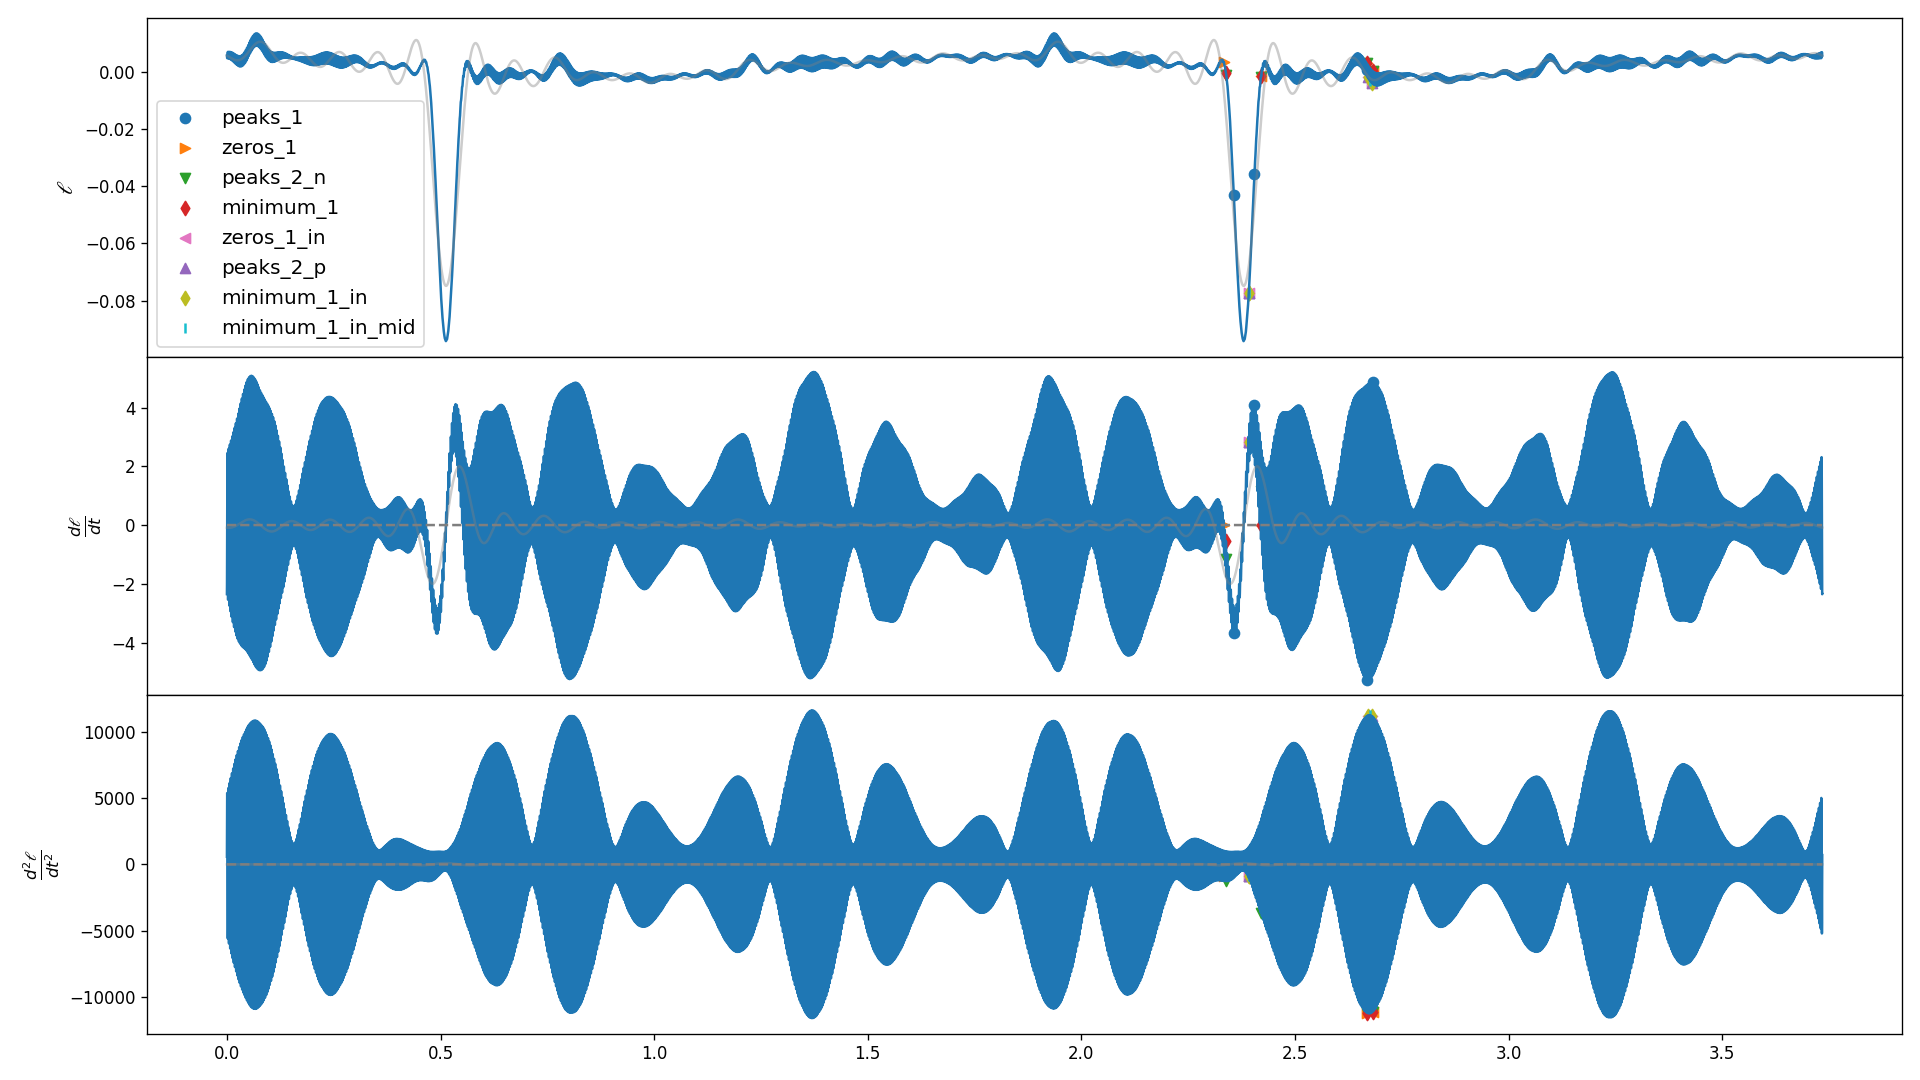 0.00
−0.02
−0.04
−0.06
−0.08
ℓ
peaks_1
zeros_1
peaks_2_n
minimum_1
zeros_1_in
peaks_2_p
minimum_1_in
minimum_1_in_mid
4
2
0
−2
−4
dℓ
dt
10000
5000
0
−5000
−10000
d²ℓ
dt²
0.0 0.5 1.0 1.5 2.0 2.5 3.0 3.5